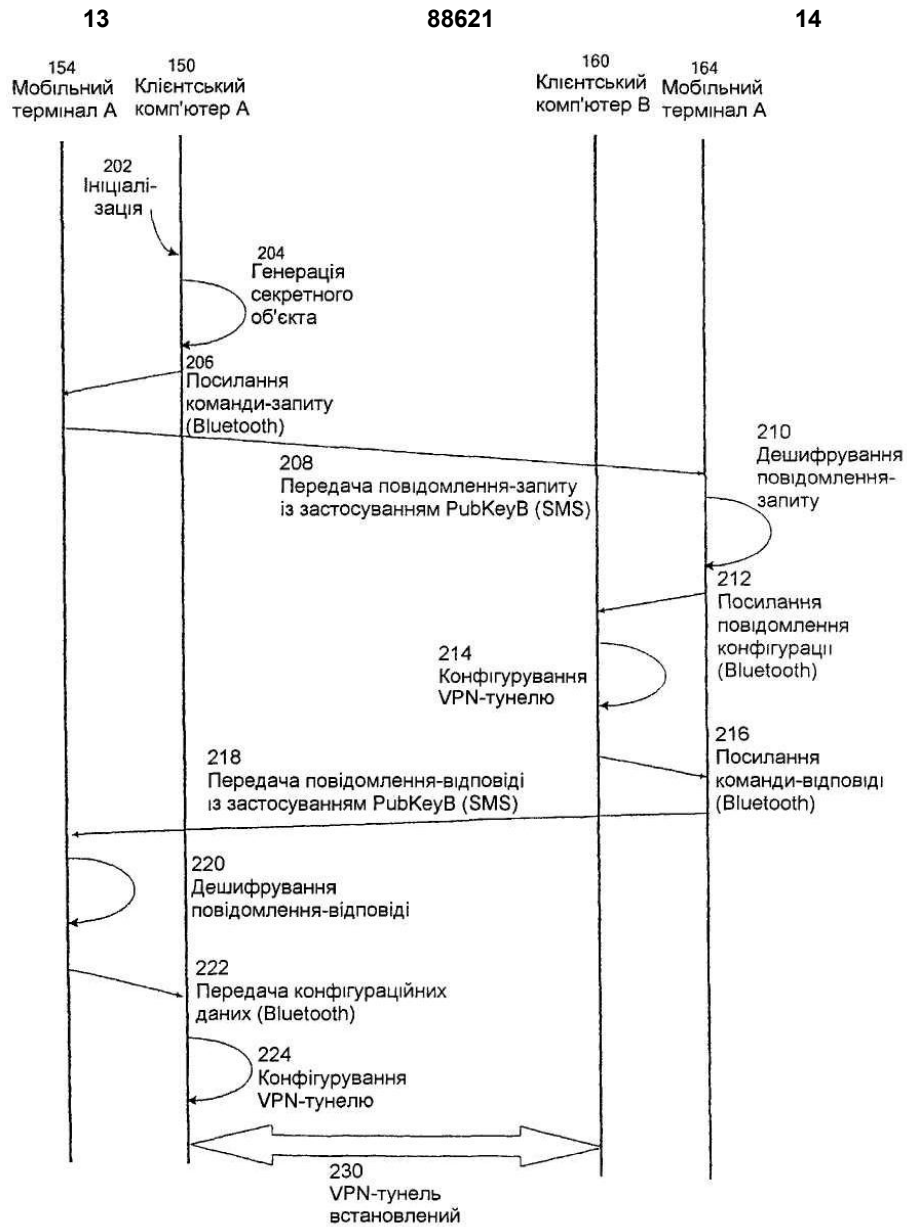 13 88621 14
154
Мобільний
термінал А
150
Клієнтський
комп'ютер А
160
Клієнтський
комп'ютер В
164
Мобільний
термінал А
202
Ініціалі-
зація
204
Генерація
секретного
об'єкта
206
Посилання
команди-запиту
(Bluetooth)
208
Передача повідомлення-запиту
із застосуванням PubKeyB (SMS)
210
Дешифрування
повідомлення-
запиту
212
Посилання
повідомлення
конфігурації
(Bluetooth)
214
Конфігурування
VPN-тунелю
216
Посилання
команди-відповіді
(Bluetooth)
218
Передача повідомлення-відповіді
із застосуванням PubKeyB (SMS)
220
Дешифрування
повідомлення-відповіді
222
Передача конфігураційних
даних (Bluetooth)
224
Конфігурування
VPN-тунелю
230
VPN-тунель
встановлений